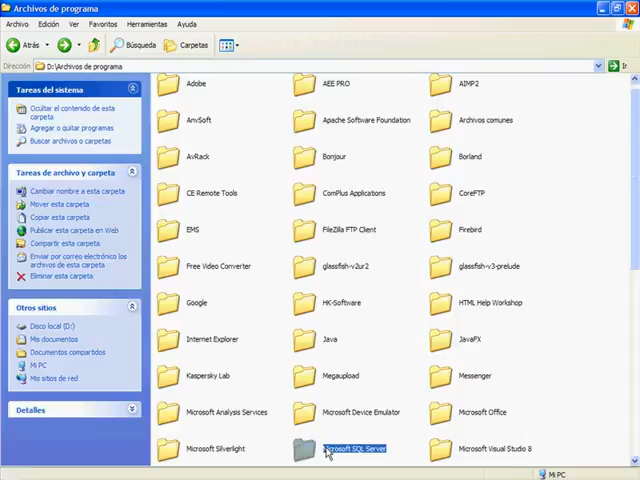 Archivos de programa
Archivo Edición Ver Favoritos Herramientas Ayuda
Atrás Búsqueda Carpetas
Dirección D:\Archivos de programa Ir
Tareas del sistema
Ocultar el contenido de esta
carpeta
Agregar o quitar programas
Buscar archivos o carpetas
Tareas de archivo y carpeta
Cambiar nombre a esta carpeta
Mover esta carpeta
Copiar esta carpeta
Publicar esta carpeta en Web
Compartir esta carpeta
Enviar por correo electrónico los
archivos de esta carpeta
Eliminar esta carpeta
Otros sitios
Disco local (D:)
Mis documentos
Documentos compartidos
Mi PC
Mis sitios de red
Detalles
Adobe AEE PRO AIMP2
AnvSoft Apache Software Foundation Archivos comunes
AvRack Bonjour Borland
CE Remote Tools ComPlus Applications CoreFTP
EMS FileZilla FTP Client Firebird
Free Video Converter glassfish-v2ur2 glassfish-v3-prelude
Google HK-Software HTML Help Workshop
Internet Explorer Java JavaFX
Kaspersky Lab Megaupload Messenger
Microsoft Analysis Services Microsoft Device Emulator Microsoft Office
Microsoft Silverlight Microsoft SQL Server Microsoft Visual Studio 8
Mi PC